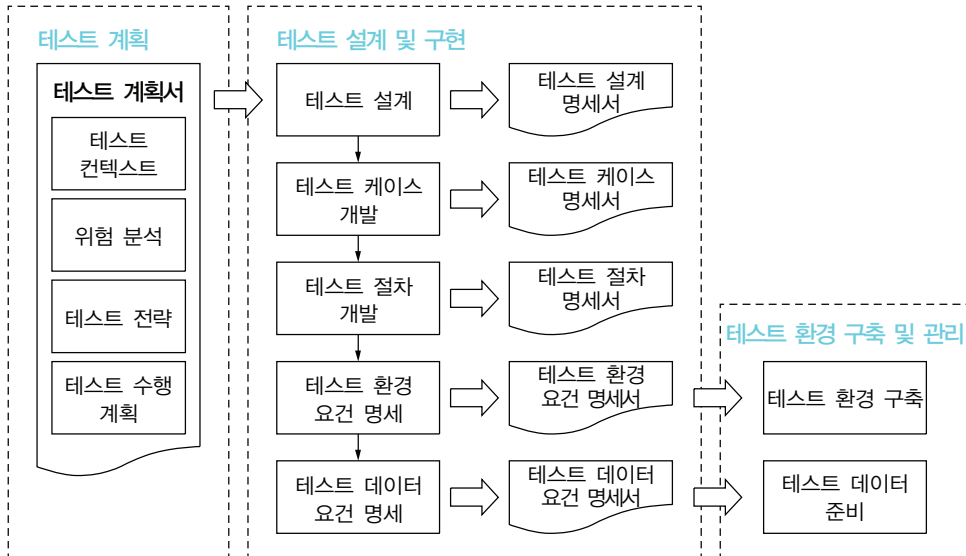 테스트 계획
테스트 계획서
테스트
컨텍스트
위험 분석
테스트 전략
테스트 수행
계획
테스트 설계 및 구현
테스트 설계
테스트 설계
명세서
테스트 케이스
개발
테스트 케이스
명세서
테스트 절차
개발
테스트 절차
명세서
테스트 환경
요건 명세
테스트 환경
요건 명세서
테스트 데이터
요건 명세
테스트 데이터
요건 명세서
테스트 환경 구축 및 관리
테스트 환경 구축
테스트 데이터
준비